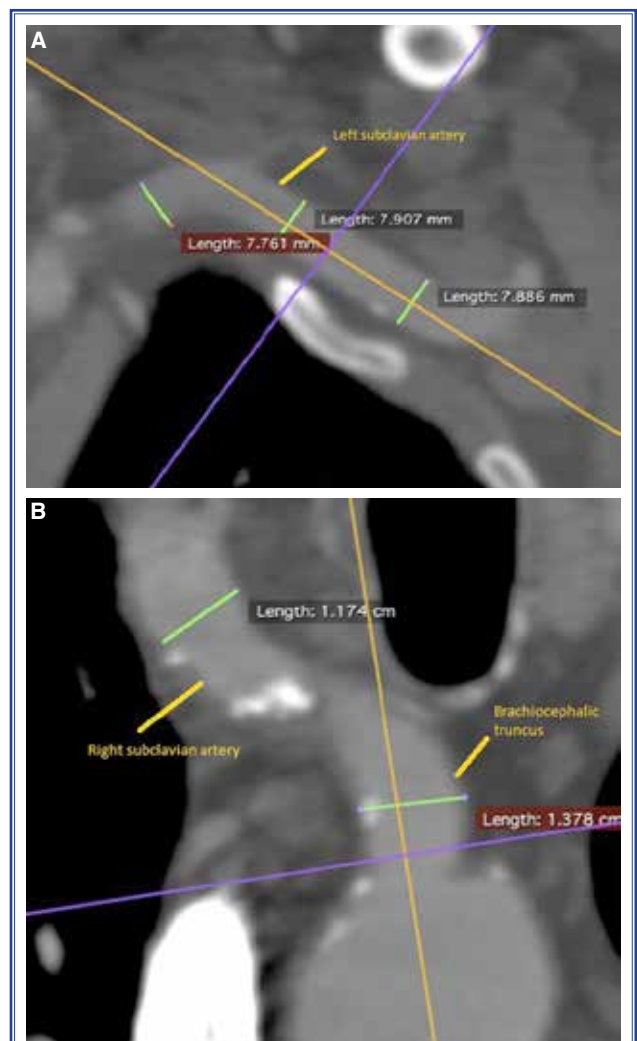 A
Left subclavian artery
Length: 7.907 mm
Length: 7.761 mm
Length: 7.886 mm
B
Length: 1.174 cm
Brachiocephalic
truncus
Right subclavian artery
Length: 1.378 cm